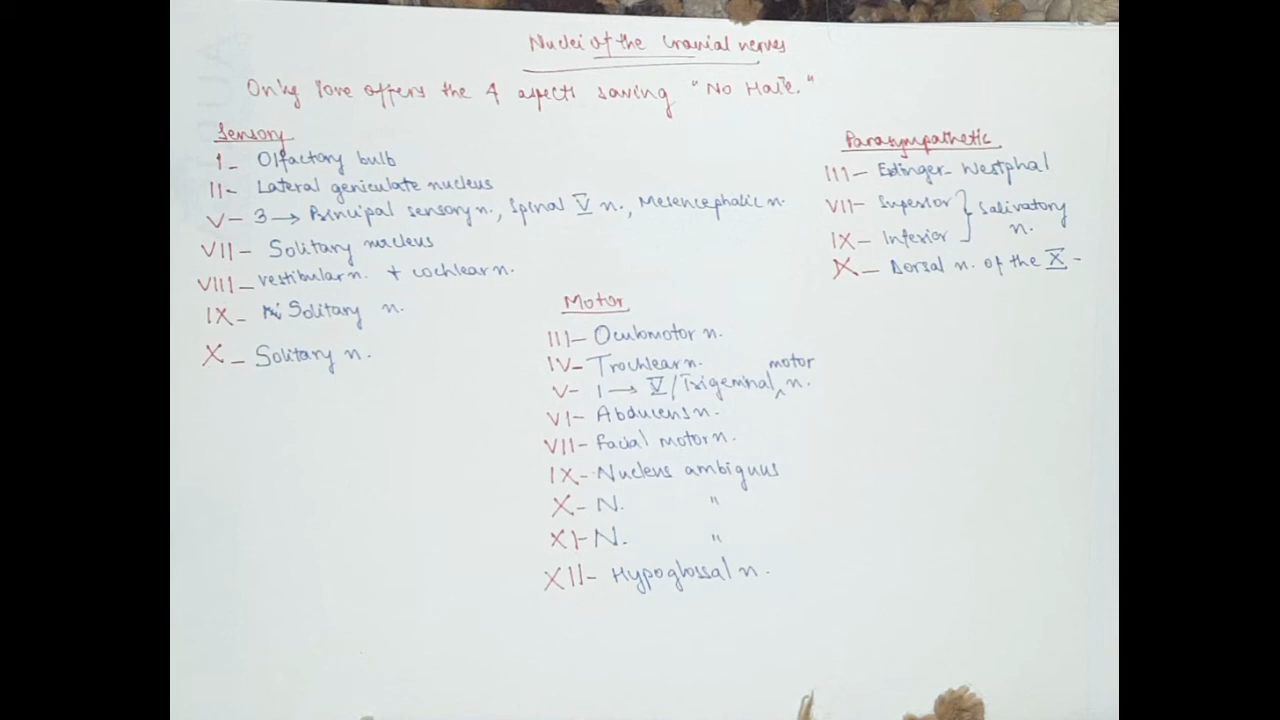 Nuclei of the Cranial nerves
Only love offers the 4 aspects saving "No Hate."
Sensory
I- Olfactory bulb
II- Lateral geniculate nucleus
V- 3 → Principal sensory n., Spinal V n., Mesencephalic n.
VII- Solitary nucleus
VIII- vestibular n. + cochlear n.
IX- Solitary n.
X- Solitary n.
Motor
III- Oculomotor n.
IV- Trochlear n.
V- 1 → V/Trigeminal motor n.
VI- Abducens n.
VII- Facial motor n.
IX- Nucleus ambiguus
X- N. "
XI- N. "
XII- Hypoglossal n.
Parasympathetic
III- Edinger-Westphal
VII- Superior } Salivatory
IX- Inferior } n.
X- Dorsal n. of the X-